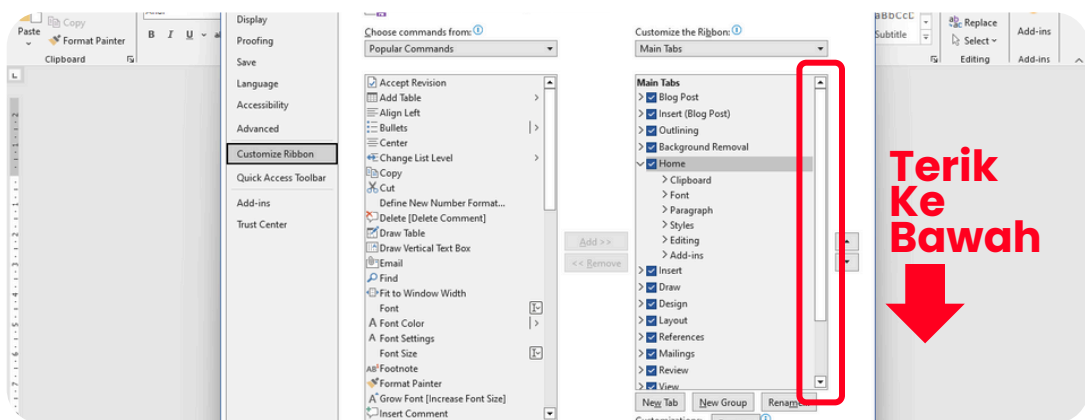 Paste
Copy
Format Painter
Clipboard
B I U
Display
Proofing
Save
Language
Accessibility
Advanced
Customize Ribbon
Quick Access Toolbar
Add-ins
Trust Center
Choose commands from:
Popular Commands
Accept Revision
Add Table
Align Left
Bullets
Center
Change List Level
Copy
Cut
Define New Number Format...
Delete [Delete Comment]
Draw Table
Draw Vertical Text Box
Email
Find
Fit to Window Width
Font
Font Color
Font Settings
Font Size
Footnote
Format Painter
Grow Font [Increase Font Size]
Insert Comment
Add >>
<< Remove
Customize the Ribbon:
Main Tabs
Main Tabs
Blog Post
Insert (Blog Post)
Outlining
Background Removal
Home
Clipboard
Font
Paragraph
Styles
Editing
Add-ins
Insert
Draw
Design
Layout
References
Mailings
Review
View
New Tab
New Group
Subtitle
Replace
Select
Editing
Add-ins
Add-ins
Terik
Ke
Bawah